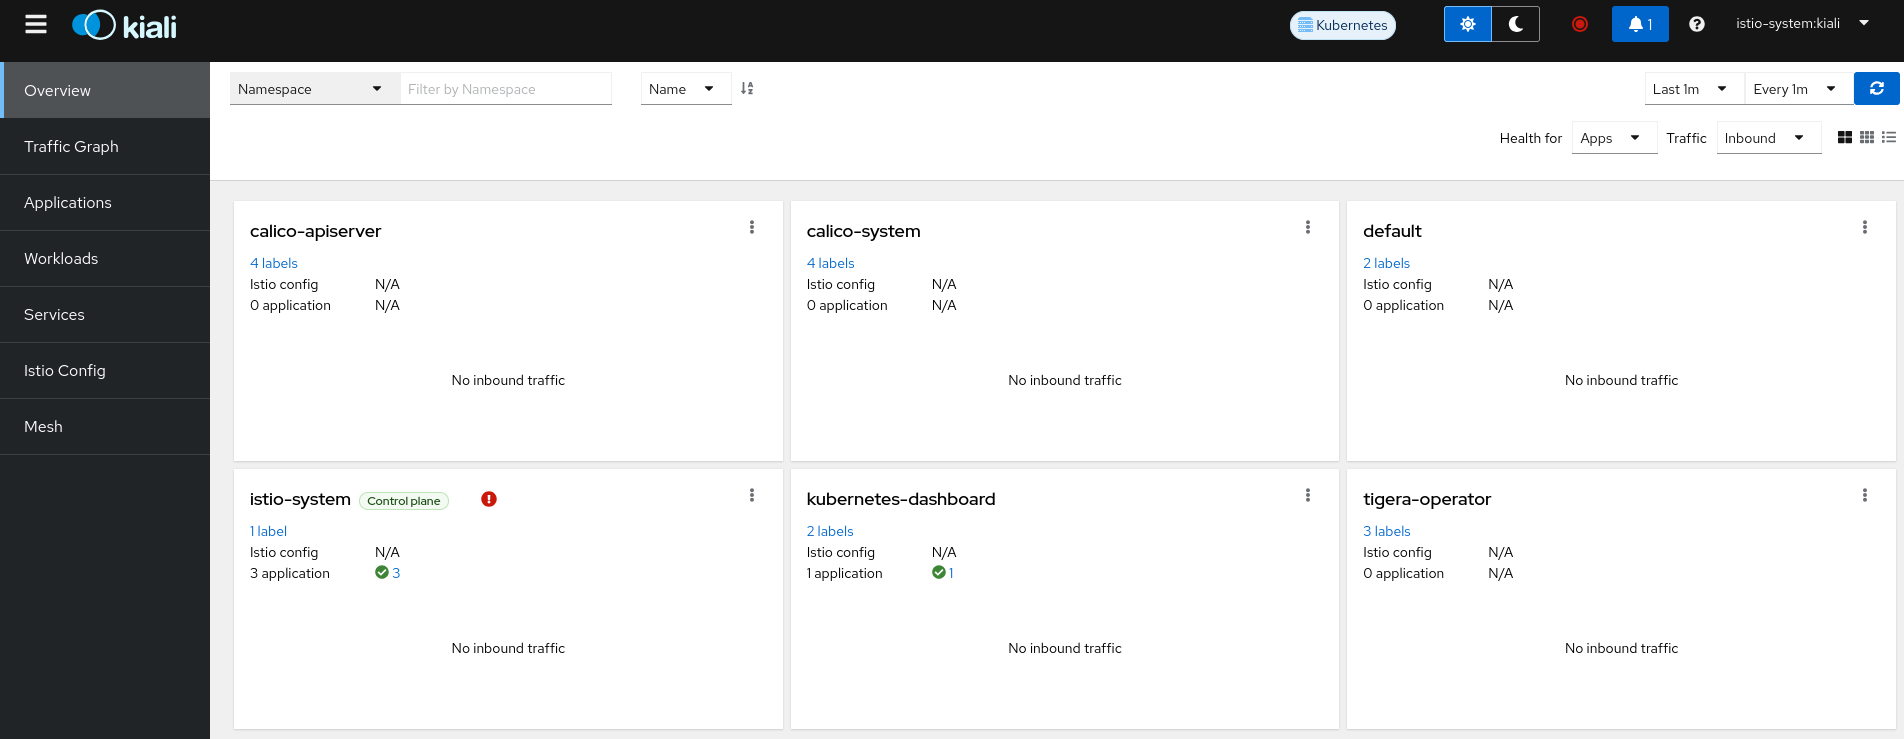 kiali
Kubernetes
1
istio-system:kiali
Overview
Traffic Graph
Applications
Workloads
Services
Istio Config
Mesh
Namespace
Filter by Namespace
Name
Last 1m
Every 1m
Health for
Apps
Traffic
Inbound
calico-apiserver
4 labels
Istio config N/A
0 application N/A
No inbound traffic
calico-system
4 labels
Istio config N/A
0 application N/A
No inbound traffic
default
2 labels
Istio config N/A
0 application N/A
No inbound traffic
istio-system Control plane
1 label
Istio config N/A
3 application 3
No inbound traffic
kubernetes-dashboard
2 labels
Istio config N/A
1 application 1
No inbound traffic
tigera-operator
3 labels
Istio config N/A
0 application N/A
No inbound traffic